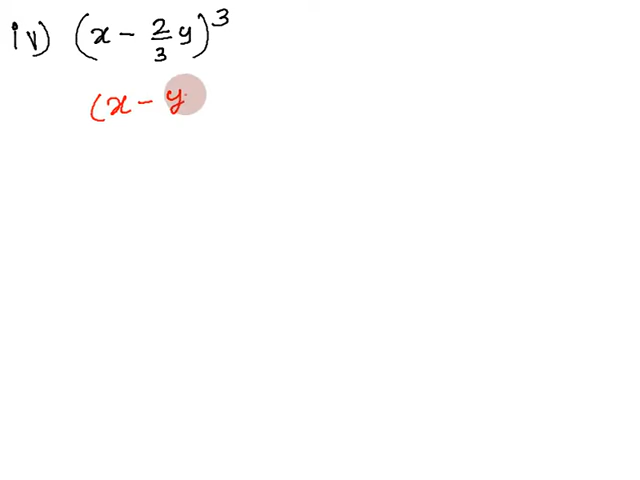 iv) (x - 2/3 y)^3
(x - y